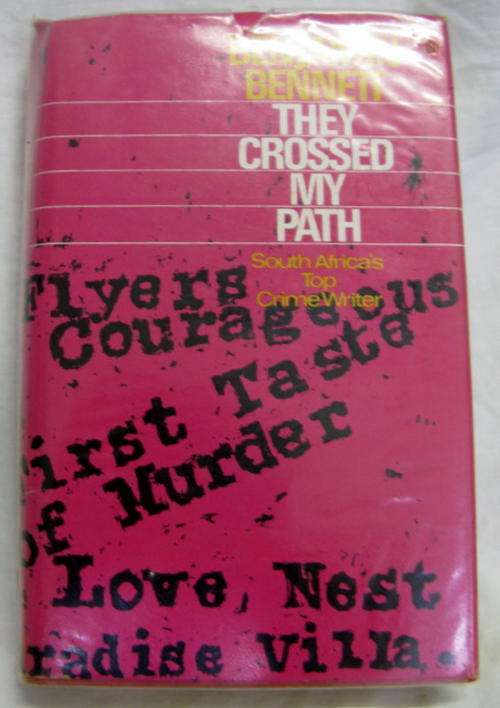 BENNETT
THEY
CROSSED
MY
PATH
South Africa's
Top
Crime Writer
Flyers
Courageous
First Taste
of Murder
Love, Nest
radise Villa.